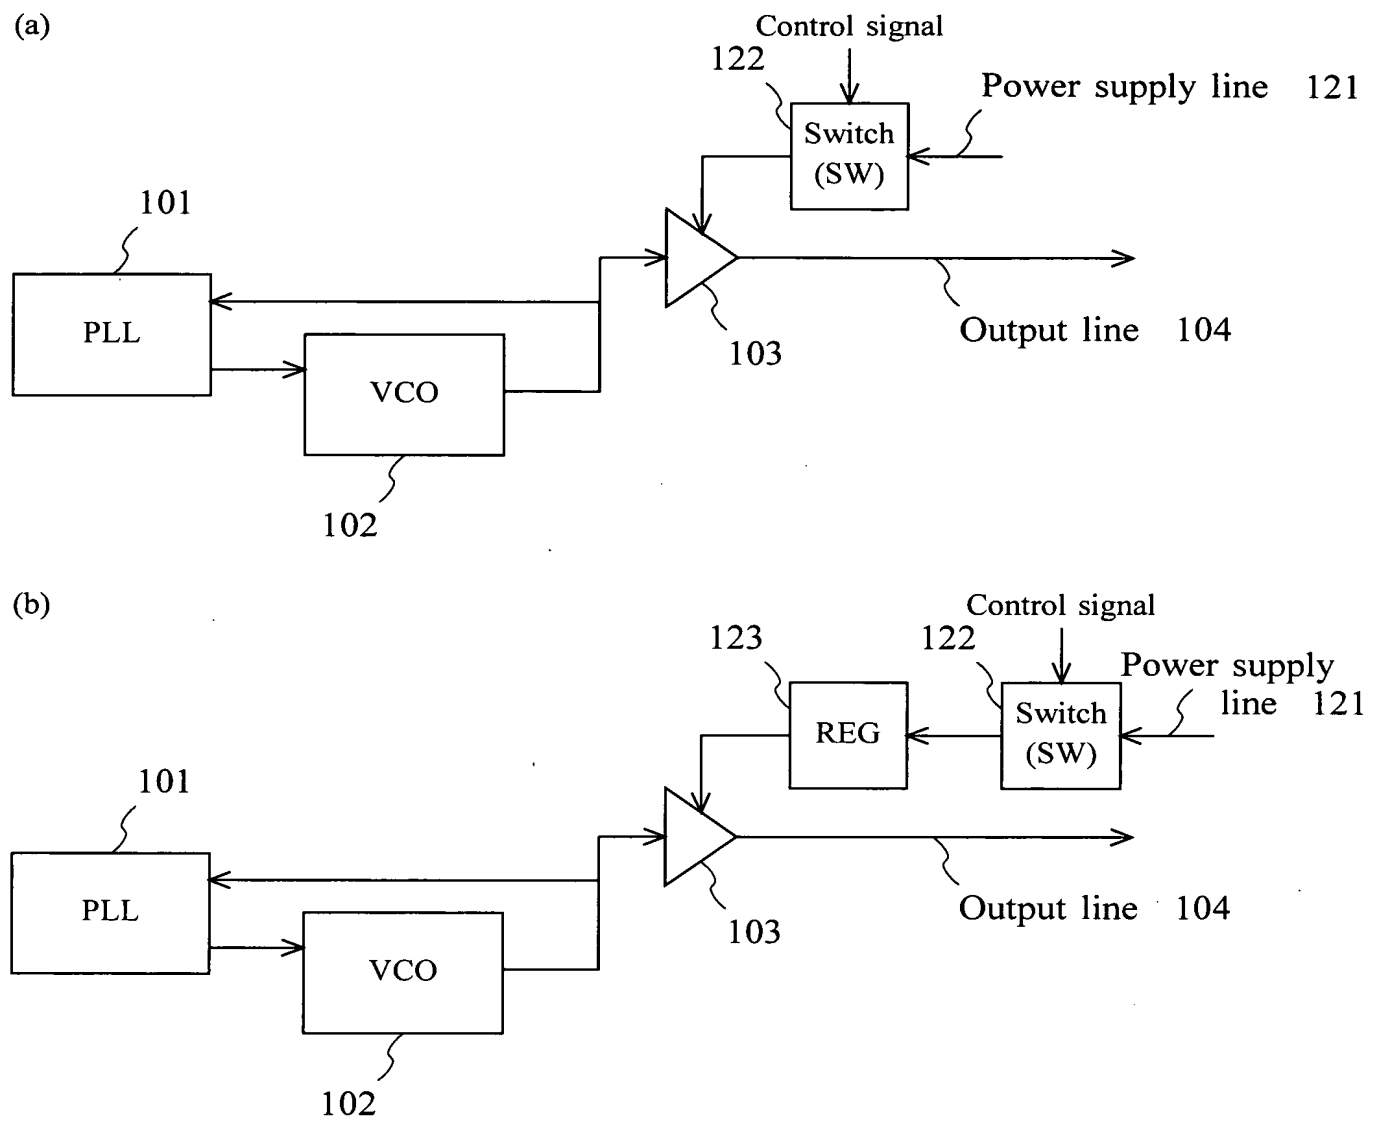 (a)
Control signal
122
Power supply line 121
Switch
(SW)
101
PLL
103
Output line 104
VCO
102
(b)
Control signal
123
122
Power supply
line 121
REG
Switch
(SW)
101
PLL
103
Output line 104
VCO
102